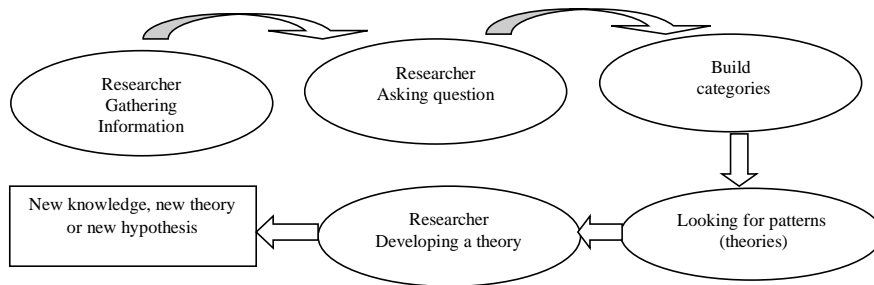 Researcher
Gathering
Information
Researcher
Asking question
Build
categories
Looking for patterns
(theories)
Researcher
Developing a theory
New knowledge, new theory
or new hypothesis